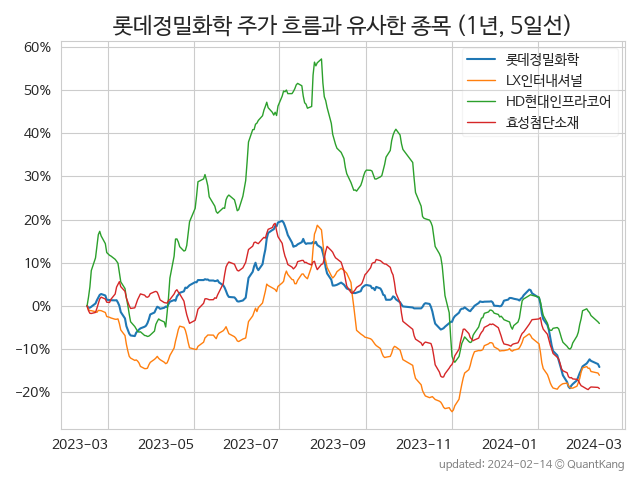 롯데정밀화학 주가 흐름과 유사한 종목 (1년, 5일선)
60%
50%
40%
30%
20%
10%
0%
−10%
−20%
롯데정밀화학
LX인터내셔널
HD현대인프라코어
효성첨단소재
2023-03
2023-05
2023-07
2023-09
2023-11
2024-01
2024-03
updated: 2024-02-14 © QuantKang